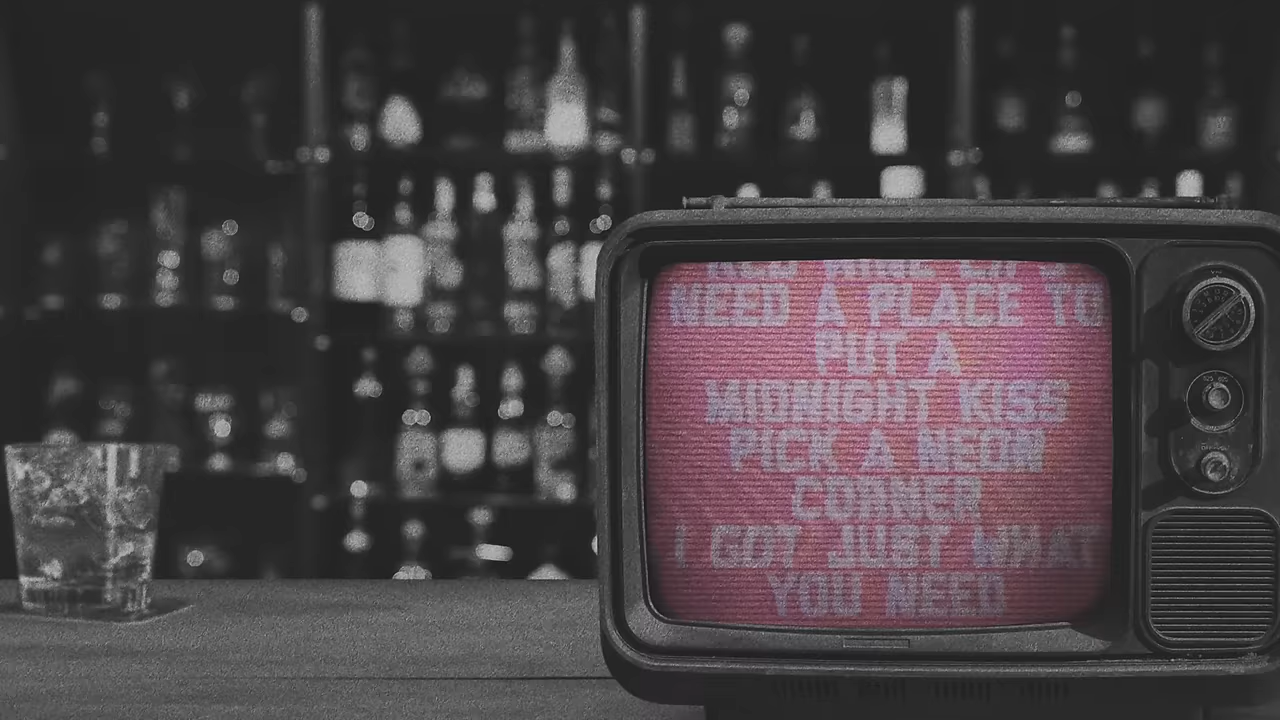 NEED A PLACE TO
PUT A
MIDNIGHT KISS
PICK A NEON
CORNER
I GOT JUST WHAT
YOU NEED